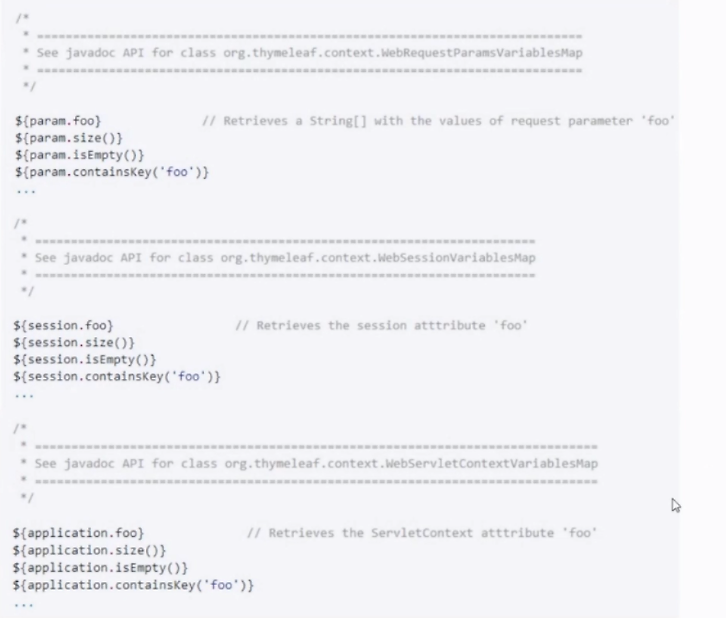 /*
* ============================================================================
* See javadoc API for class org.thymeleaf.context.WebRequestParamsVariablesMap
* ============================================================================
*/
${param.foo} // Retrieves a String[] with the values of request parameter 'foo'
${param.size()}
${param.isEmpty()}
${param.containsKey('foo')}
...
/*
* ======================================================================
* See javadoc API for class org.thymeleaf.context.WebSessionVariablesMap
* ======================================================================
*/
${session.foo} // Retrieves the session atttribute 'foo'
${session.size()}
${session.isEmpty()}
${session.containsKey('foo')}
...
/*
* =============================================================================
* See javadoc API for class org.thymeleaf.context.WebServletContextVariablesMap
* =============================================================================
*/
${application.foo} // Retrieves the ServletContext atttribute 'foo'
${application.size()}
${application.isEmpty()}
${application.containsKey('foo')}
...